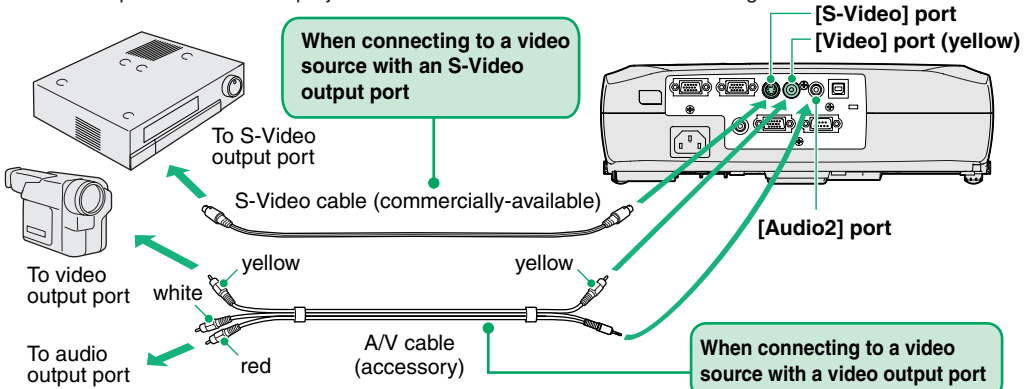 [S-Video] port
[Video] port (yellow)
When connecting to a video
source with an S-Video
output port
To S-Video
output port
S-Video cable (commercially-available)
[Audio2] port
To video
output port
yellow
yellow
white
red
To audio
output port
A/V cable
(accessory)
When connecting to a video
source with a video output port